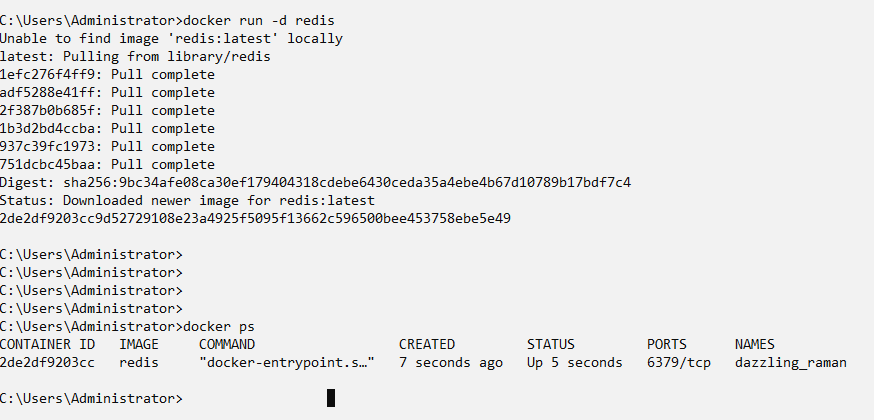 C:\Users\Administrator>docker run -d redis
Unable to find image 'redis:latest' locally
latest: Pulling from library/redis
1efc276f4ff9: Pull complete
adf5288e41ff: Pull complete
2f387b0b685f: Pull complete
1b3d2bd4ccba: Pull complete
937c39fc1973: Pull complete
751dcbc45baa: Pull complete
Digest: sha256:9bc34afe08ca30ef179404318cdebe6430ceda35a4ebe4b67d10789b17bdf7c4
Status: Downloaded newer image for redis:latest
2de2df9203cc9d52729108e23a4925f5095f13662c596500bee453758ebe5e49
C:\Users\Administrator>
C:\Users\Administrator>
C:\Users\Administrator>
C:\Users\Administrator>
C:\Users\Administrator>docker ps
CONTAINER ID   IMAGE     COMMAND                  CREATED         STATUS         PORTS      NAMES
2de2df9203cc   redis     "docker-entrypoint.s…"   7 seconds ago   Up 5 seconds   6379/tcp   dazzling_raman
C:\Users\Administrator>